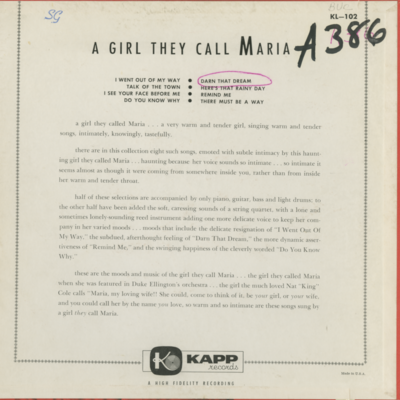 SG
KL-102
A GIRL THEY CALL MARIA
A386
I WENT OUT OF MY WAY • DARN THAT DREAM
TALK OF THE TOWN • HERE'S THAT RAINY DAY
I SEE YOUR FACE BEFORE ME • REMIND ME
DO YOU KNOW WHY • THERE MUST BE A WAY
a girl they called Maria . . . a very warm and tender girl, singing warm and tender
songs, intimately, knowingly, tastefully.
there are in this collection eight such songs, emoted with subtle intimacy by this haunt-
ing girl they called Maria . . . haunting because her voice sounds so intimate . . . so intimate it
seems almost as though it were coming from somewhere inside you, rather than from inside
her warm and tender throat.
half of these selections are accompanied by only piano, guitar, bass and light drums: to
the other half have been added the soft, caressing sounds of a string quartet, with a lone and
sometimes lonely-sounding reed instrument adding one more delicate voice to keep her com-
pany in her varied moods . . . moods that include the delicate resignation of "I Went Out Of
My Way," the subdued, afterthought feeling of "Darn That Dream," the more dynamic asser-
tiveness of "Remind Me," and the swinging happiness of the cleverly worded "Do You Know
Why."
these are the moods and music of the girl they call Maria . . . the girl they called Maria
when she was featured in Duke Ellington's orchestra . . . the girl the much loved Nat "King"
Cole calls "Maria, my loving wife!! She could, come to think of it, be your girl, or your wife,
and you could call her by the name you love, so warm and so intimate are these songs sung by
a girl they call Maria.
K
KAPP
records
A HIGH FIDELITY RECORDING
Made in U.S.A.